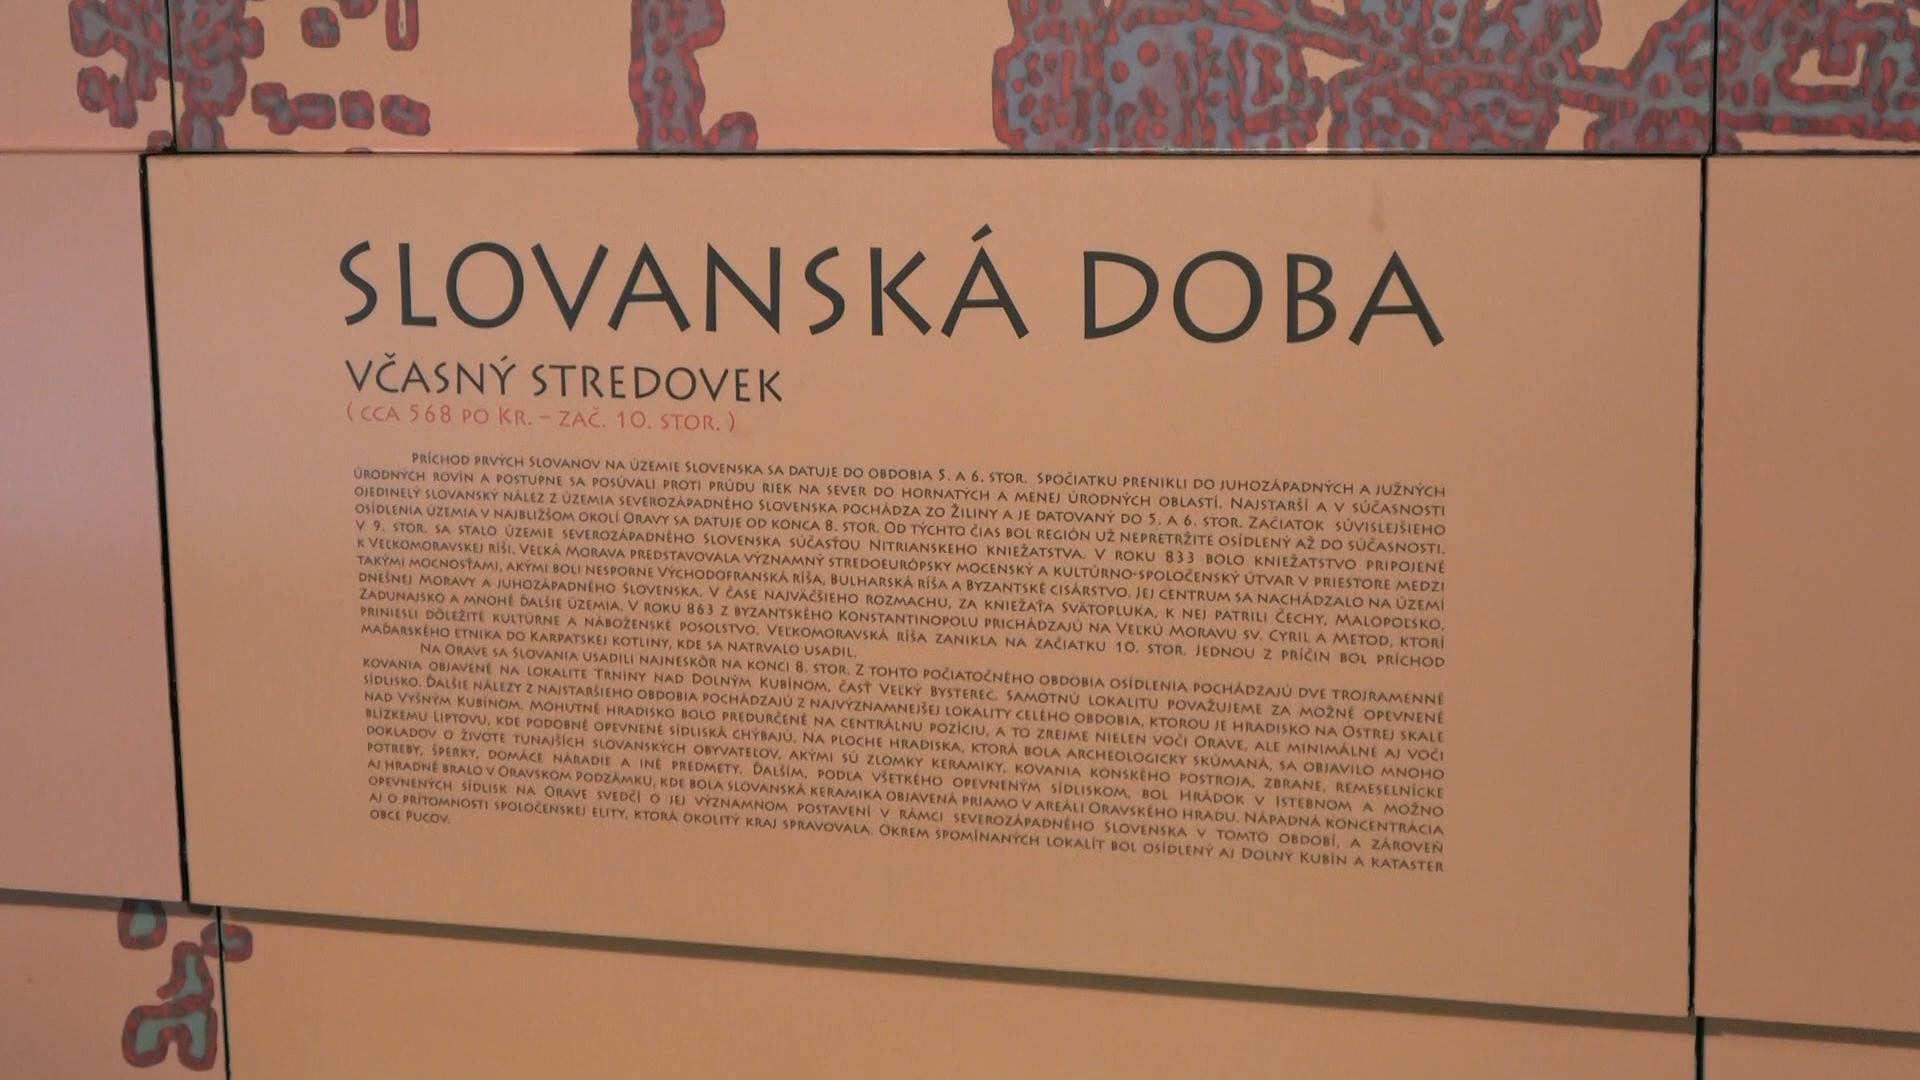 SLOVANSKÁ DOBA
VČASNÝ STREDOVEK
( CCA 568 PO KR. – ZAČ. 10. STOR. )
PRÍCHOD PRVÝCH SLOVANOV NA ÚZEMIE SLOVENSKA SA DATUJE DO OBDOBIA 5. A 6. STOR. SPOČIATKU PRENIKLI DO JUHOZÁPADNÝCH A JUŽNÝCH
ÚRODNÝCH ROVÍN A POSTUPNE SA POSÚVALI PROTI PRÚDU RIEK NA SEVER DO HORNATÝCH A MENEJ ÚRODNÝCH OBLASTÍ. NAJSTARŠÍ A V SÚČASNOSTI
OJEDINELÝ SLOVANSKÝ NÁLEZ Z ÚZEMIA SEVEROZÁPADNÉHO SLOVENSKA POCHÁDZA ZO ŽILINY A JE DATOVANÝ DO 5. A 6. STOR. ZAČIATOK SÚVISLEJŠIEHO
OSÍDLENIA ÚZEMIA V NAJBLIŽŠOM OKOLÍ ORAVY SA DATUJE OD KONCA 8. STOR. OD TÝCHTO ČIAS BOL REGIÓN UŽ NEPRETRŽITE OSÍDLENÝ AŽ DO SÚČASNOSTI.
V 9. STOR. SA STALO ÚZEMIE SEVEROZÁPADNÉHO SLOVENSKA SÚČASŤOU NITRIANSKEHO KNIEŽATSTVA. V ROKU 833 BOLO KNIEŽATSTVO PRIPOJENÉ
K VEĽKOMORAVSKEJ RÍŠI. VEĽKÁ MORAVA PREDSTAVOVALA VÝZNAMNÝ STREDOEURÓPSKY MOCENSKÝ A KULTÚRNO-SPOLOČENSKÝ ÚTVAR V PRIESTORE MEDZI
TAKÝMI MOCNOSŤAMI, AKÝMI BOLI NESPORNE VÝCHODOFRANSKÁ RÍŠA, BULHARSKÁ RÍŠA A BYZANTSKÉ CISÁRSTVO. JEJ CENTRUM SA NACHÁDZALO NA ÚZEMÍ
DNEŠNEJ MORAVY A JUHOZÁPADNÉHO SLOVENSKA. V ČASE NAJVÄČŠIEHO ROZMACHU, ZA KNIEŽAŤA SVÄTOPLUKA, K NEJ PATRILI ČECHY, MALOPOĽSKO,
ZADUNAJSKO A MNOHÉ ĎALŠIE ÚZEMIA. V ROKU 863 Z BYZANTSKÉHO KONSTANTINOPOLU PRICHÁDZAJÚ NA VEĽKÚ MORAVU SV. CYRIL A METOD, KTORÍ
PRINIESLI DÔLEŽITÉ KULTÚRNE A NÁBOŽENSKÉ POSOLSTVO. VEĽKOMORAVSKÁ RÍŠA ZANIKLA NA ZAČIATKU 10. STOR. JEDNOU Z PRÍČIN BOL PRÍCHOD
MAĎARSKÉHO ETNIKA DO KARPATSKEJ KOTLINY, KDE SA NATRVALO USADIL.
NA ORAVE SA SLOVANIA USADILI NAJNESKÔR NA KONCI 8. STOR. Z TOHTO POČIATOČNÉHO OBDOBIA OSÍDLENIA POCHÁDZAJÚ DVE TROJRAMENNÉ
KOVANIA OBJAVENÉ NA LOKALITE TRNINY NAD DOLNÝM KUBÍNOM, ČASŤ VEĽKÝ BYSTEREC. SAMOTNÚ LOKALITU POVAŽUJEME ZA MOŽNÉ OPEVNENÉ
SÍDLISKO. ĎALŠIE NÁLEZY Z NAJSTARŠIEHO OBDOBIA POCHÁDZAJÚ Z NAJVÝZNAMNEJŠEJ LOKALITY CELÉHO OBDOBIA, KTOROU JE HRADISKO NA OSTREJ SKALE
NAD VYŠNÝM KUBÍNOM. MOHUTNÉ HRADISKO BOLO PREDURČENÉ NA CENTRÁLNU POZÍCIU, A TO ZREJME NIELEN VOČI ORAVE, ALE MINIMÁLNE AJ VOČI
BLÍZKEMU LIPTOVU, KDE PODOBNÉ OPEVNENÉ SÍDLISKÁ CHÝBAJÚ. NA PLOCHE HRADISKA, KTORÁ BOLA ARCHEOLOGICKY SKÚMANÁ, SA OBJAVILO MNOHO
DOKLADOV O ŽIVOTE TUNAJŠÍCH SLOVANSKÝCH OBYVATEĽOV, AKÝMI SÚ ZLOMKY KERAMIKY, KOVANIA KONSKÉHO POSTROJA, ZBRANE, REMESELNÍCKE
POTREBY, ŠPERKY, DOMÁCE NÁRADIE A INÉ PREDMETY. ĎALŠÍM, PODĽA VŠETKÉHO OPEVNENÝM SÍDLISKOM, BOL HRÁDOK V ISTEBNOM A MOŽNO
AJ HRADNÉ BRALO V ORAVSKOM PODZÁMKU, KDE BOLA SLOVANSKÁ KERAMIKA OBJAVENÁ PRIAMO V AREÁLI ORAVSKÉHO HRADU. NÁPADNÁ KONCENTRÁCIA
OPEVNENÝCH SÍDLISK NA ORAVE SVEDČÍ O JEJ VÝZNAMNOM POSTAVENÍ V RÁMCI SEVEROZÁPADNÉHO SLOVENSKA V TOMTO OBDOBÍ, A ZÁROVEŇ
AJ O PRÍTOMNOSTI SPOLOČENSKEJ ELITY, KTORÁ OKOLITÝ KRAJ SPRAVOVALA. OKREM SPOMÍNANÝCH LOKALÍT BOL OSÍDLENÝ AJ DOLNÝ KUBÍN A KATASTER
OBCE PUCOV.